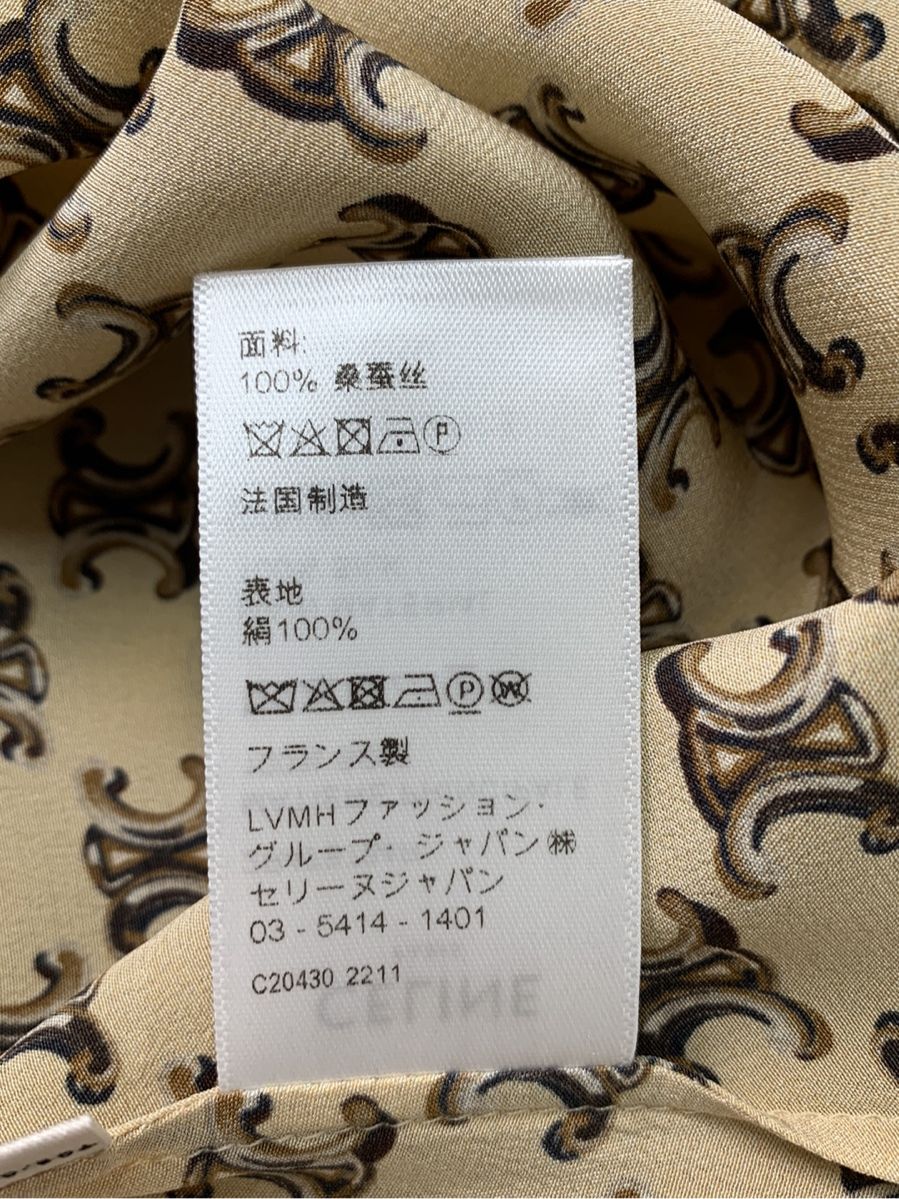 面料:
100% 桑蚕丝
P
法国制造
表地
絹100%
P W
フランス製
LVMHファッション・
グループ・ジャパン㈱
セリーヌジャパン
03 - 5414 - 1401
C20430 2211
CELINE